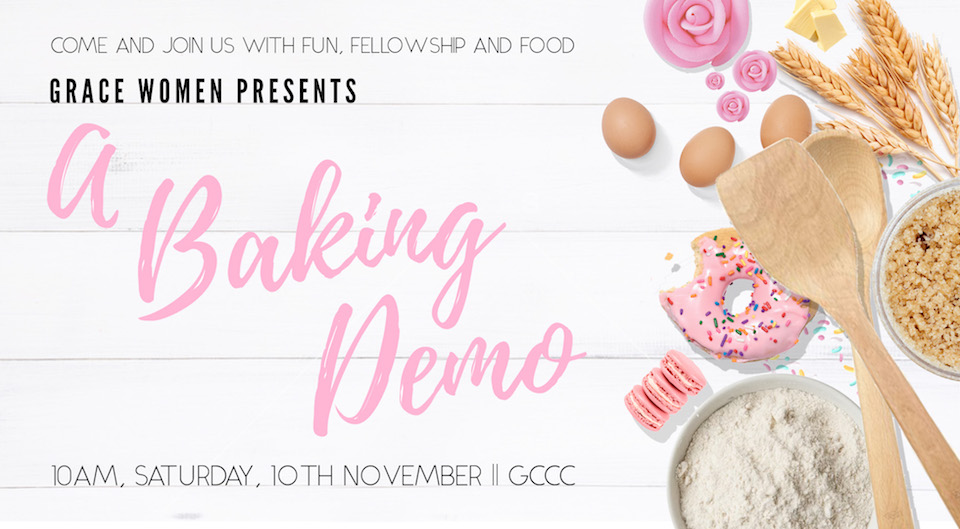 COME AND JOIN US WITH FUN, FELLOWSHIP AND FOOD
GRACE WOMEN PRESENTS
A
Baking
Demo
10AM, SATURDAY, 10TH NOVEMBER || GCCC